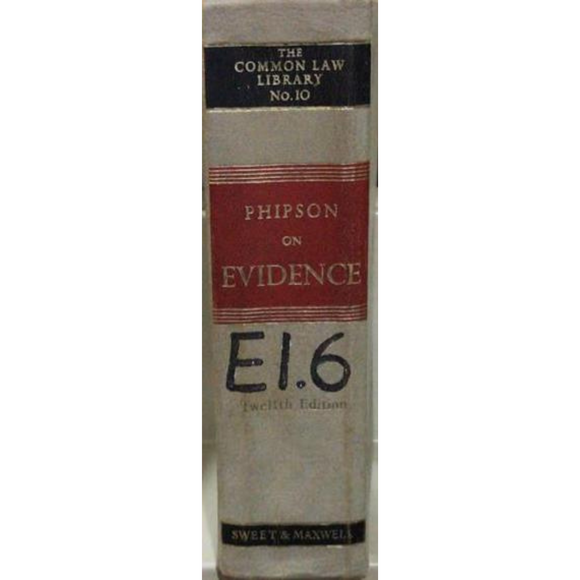 THE
COMMON LAW
LIBRARY
No. 10
PHIPSON
ON
EVIDENCE
E1.6
Twelfth Edition
SWEET & MAXWELL